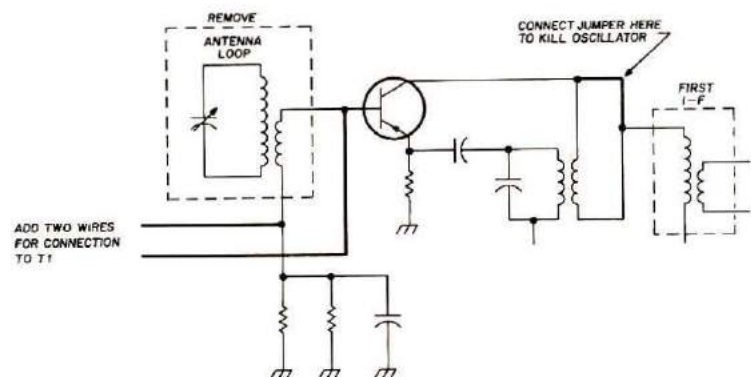 REMOVE
ANTENNA
LOOP
CONNECT JUMPER HERE
TO KILL OSCILLATOR
FIRST
I-F
ADD TWO WIRES
FOR CONNECTION
TO T1